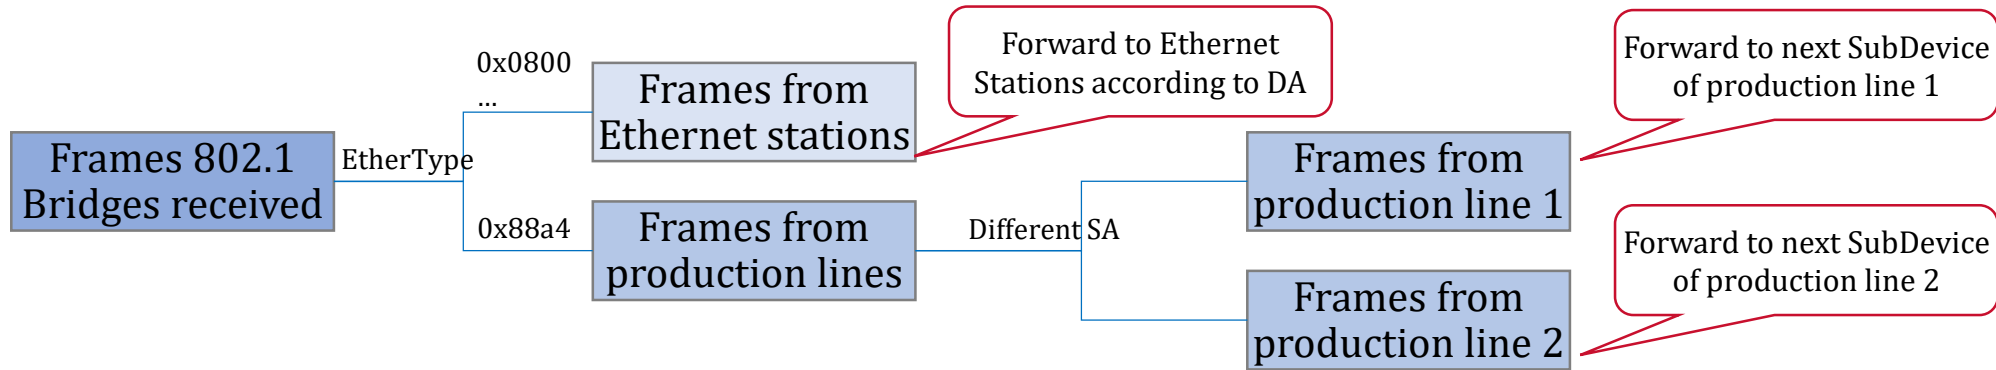 Frames 802.1
Bridges received
EtherType
0x0800
...
Frames from
Ethernet stations
Forward to Ethernet
Stations according to DA
0x88a4
Frames from
production lines
Different SA
Frames from
production line 1
Forward to next SubDevice
of production line 1
Frames from
production line 2
Forward to next SubDevice
of production line 2